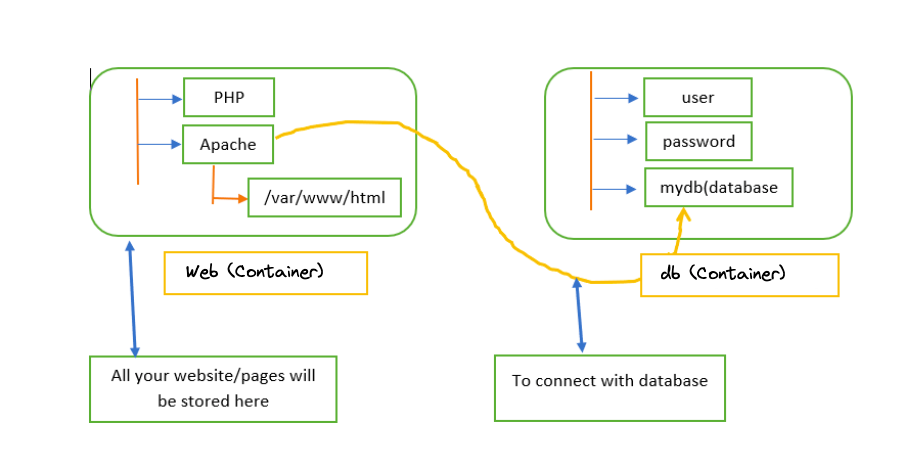 PHP
Apache
/var/www/html
Web (Container)
All your website/pages will
be stored here
user
password
mydb(database
db (Container)
To connect with database